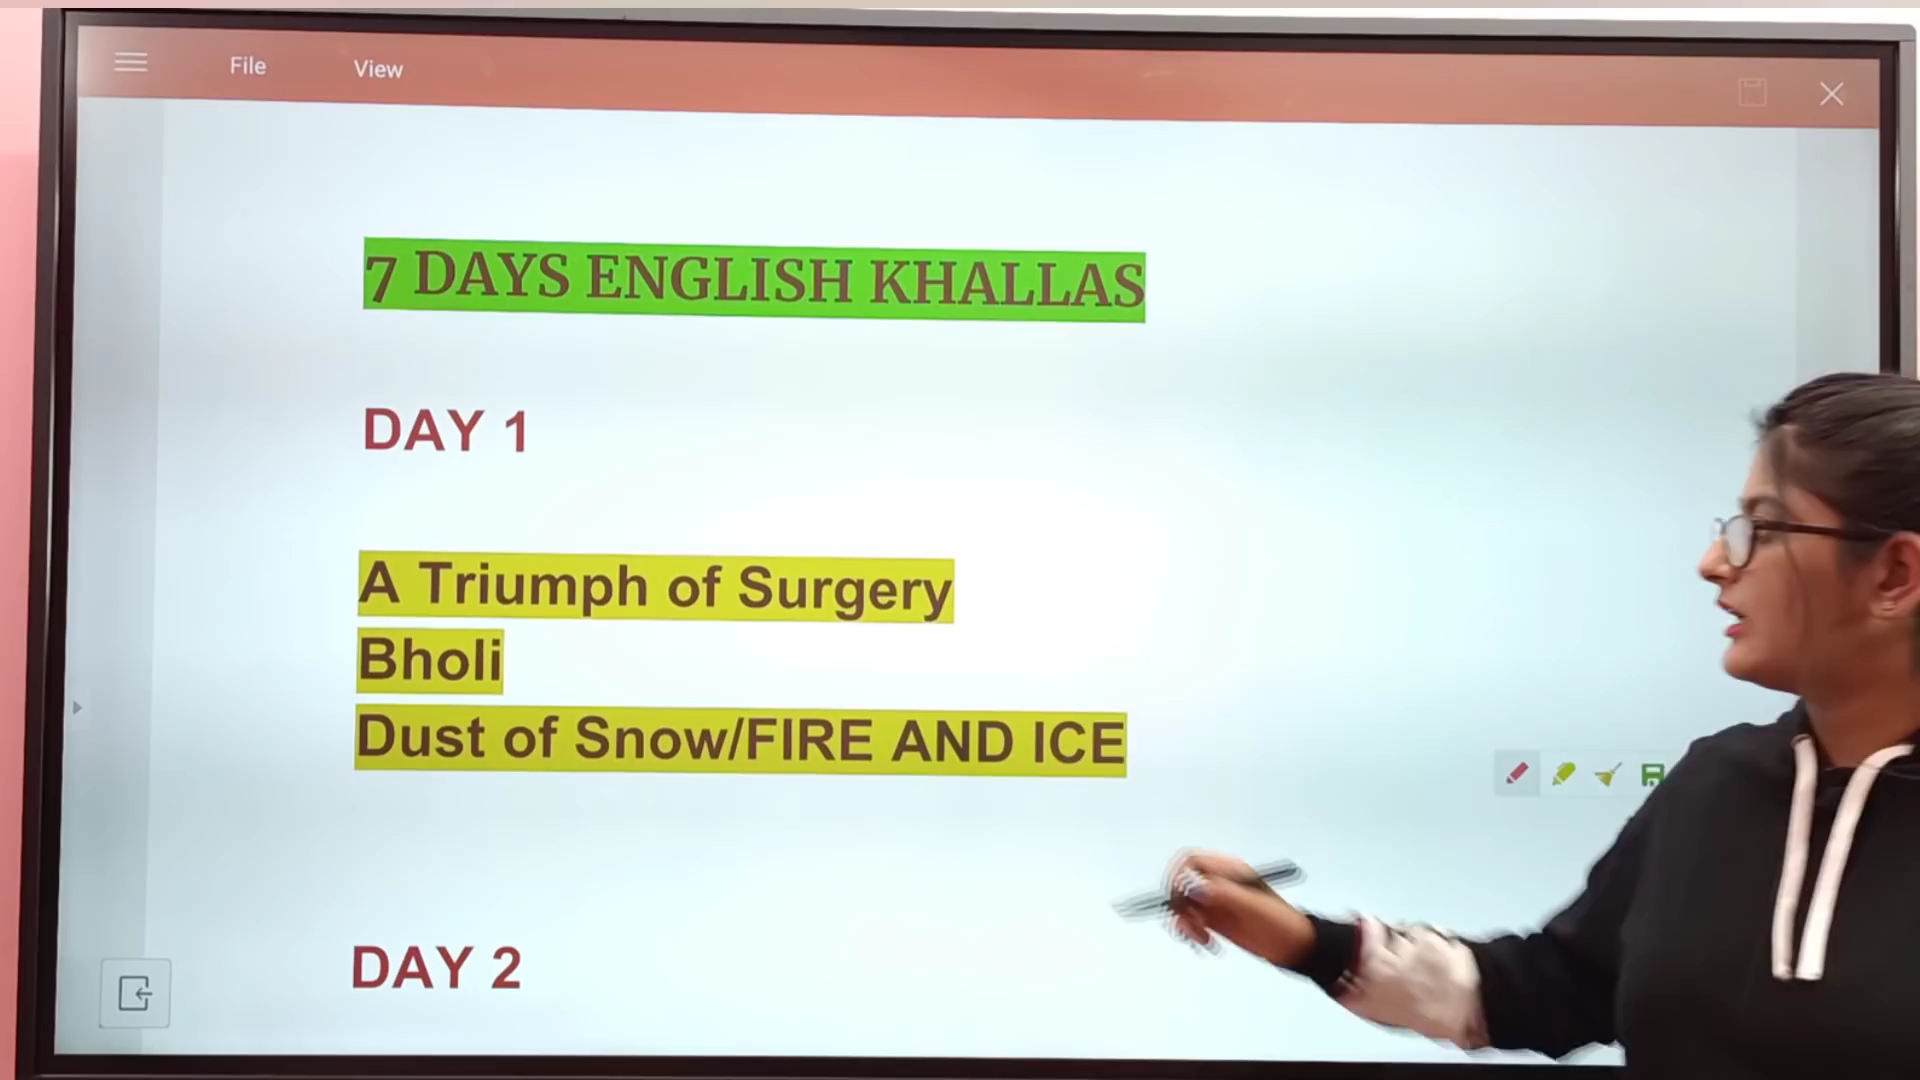 File View
7 DAYS ENGLISH KHALLAS
DAY 1
A Triumph of Surgery
Bholi
Dust of Snow/FIRE AND ICE
DAY 2